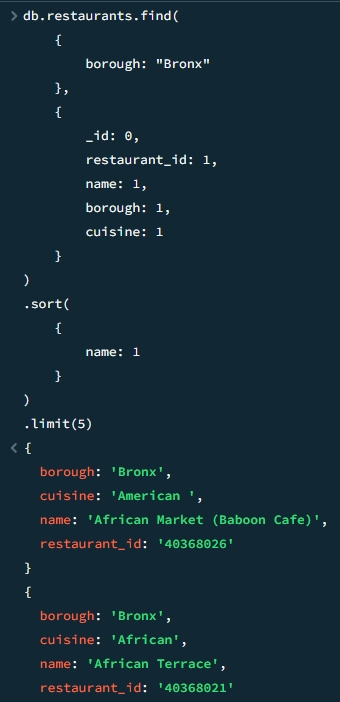 > db.restaurants.find(
    {
        borough: "Bronx"
    },
    {
        _id: 0,
        restaurant_id: 1,
        name: 1,
        borough: 1,
        cuisine: 1
    }
)
.sort(
    {
        name: 1
    }
)
.limit(5)
< {
  borough: 'Bronx',
  cuisine: 'American ',
  name: 'African Market (Baboon Cafe)',
  restaurant_id: '40368026'
}
{
  borough: 'Bronx',
  cuisine: 'African',
  name: 'African Terrace',
  restaurant_id: '40368021'